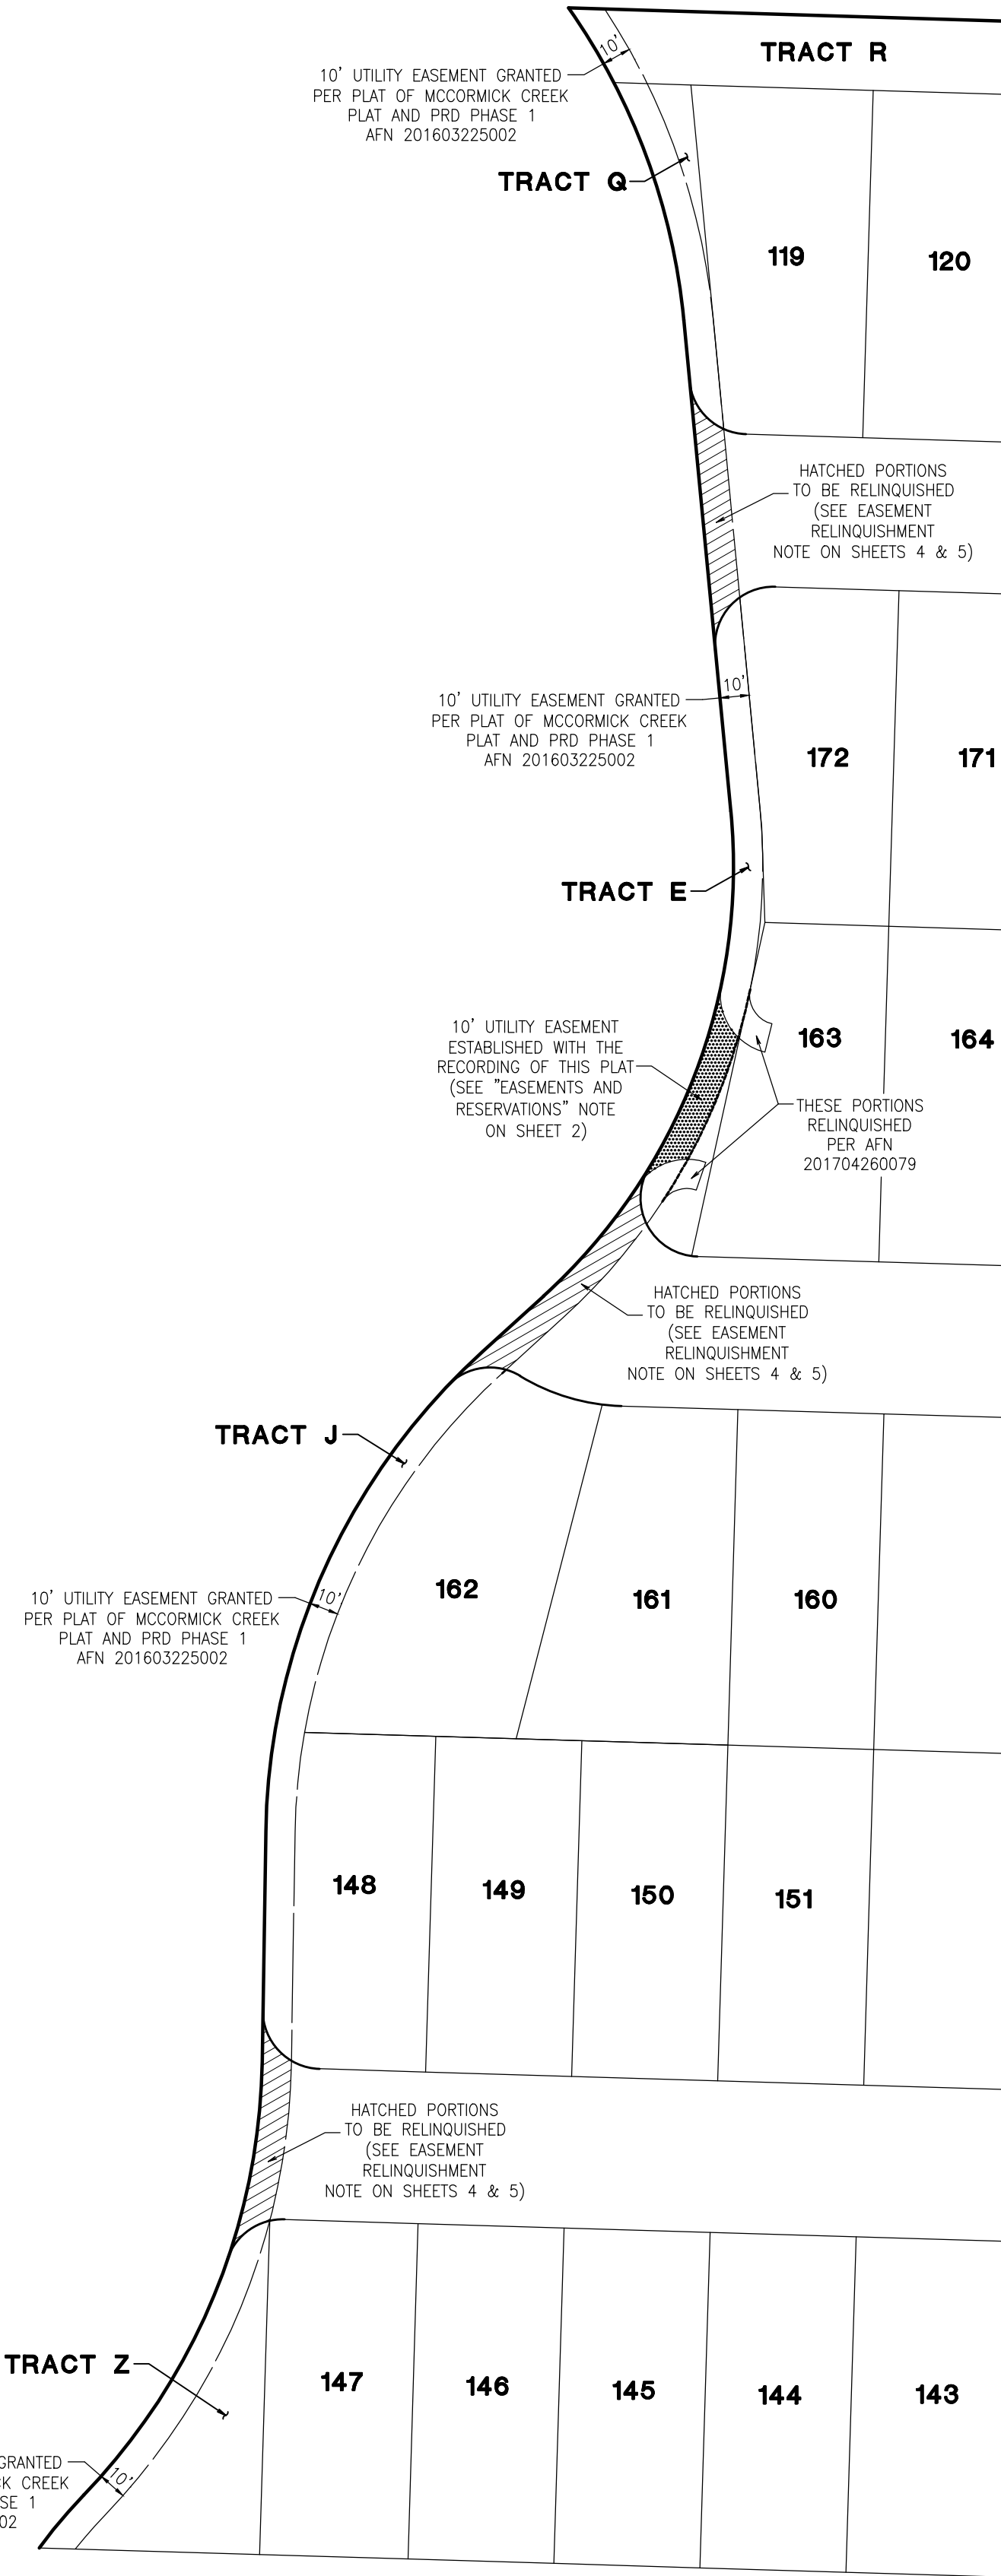 TRACT R
10'
10' UTILITY EASEMENT GRANTED
PER PLAT OF MCCORMICK CREEK
PLAT AND PRD PHASE 1
AFN 201603225002
TRACT Q
119
120
HATCHED PORTIONS
TO BE RELINQUISHED
(SEE EASEMENT
RELINQUISHMENT
NOTE ON SHEETS 4 & 5)
10'
10' UTILITY EASEMENT GRANTED
PER PLAT OF MCCORMICK CREEK
PLAT AND PRD PHASE 1
AFN 201603225002
172
171
TRACT E
10' UTILITY EASEMENT
ESTABLISHED WITH THE
RECORDING OF THIS PLAT
(SEE "EASEMENTS AND
RESERVATIONS" NOTE
ON SHEET 2)
163
164
THESE PORTIONS
RELINQUISHED
PER AFN
201704260079
HATCHED PORTIONS
TO BE RELINQUISHED
(SEE EASEMENT
RELINQUISHMENT
NOTE ON SHEETS 4 & 5)
TRACT J
10' UTILITY EASEMENT GRANTED
PER PLAT OF MCCORMICK CREEK
PLAT AND PRD PHASE 1
AFN 201603225002
10'
162
161
160
148
149
150
151
HATCHED PORTIONS
TO BE RELINQUISHED
(SEE EASEMENT
RELINQUISHMENT
NOTE ON SHEETS 4 & 5)
TRACT Z
147
146
145
144
143
GRANTED
CK CREEK
SE 1
02
10'